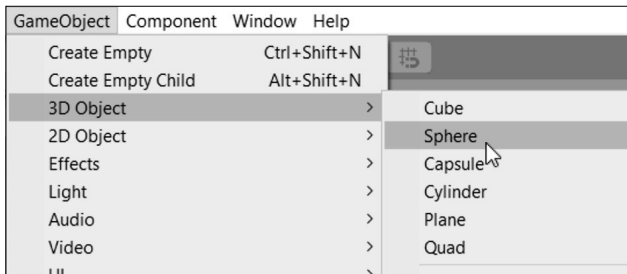 GameObject Component Window Help
Create Empty Ctrl+Shift+N
Create Empty Child Alt+Shift+N
3D Object >
2D Object >
Effects >
Light >
Audio >
Video >
Cube
Sphere
Capsule
Cylinder
Plane
Quad